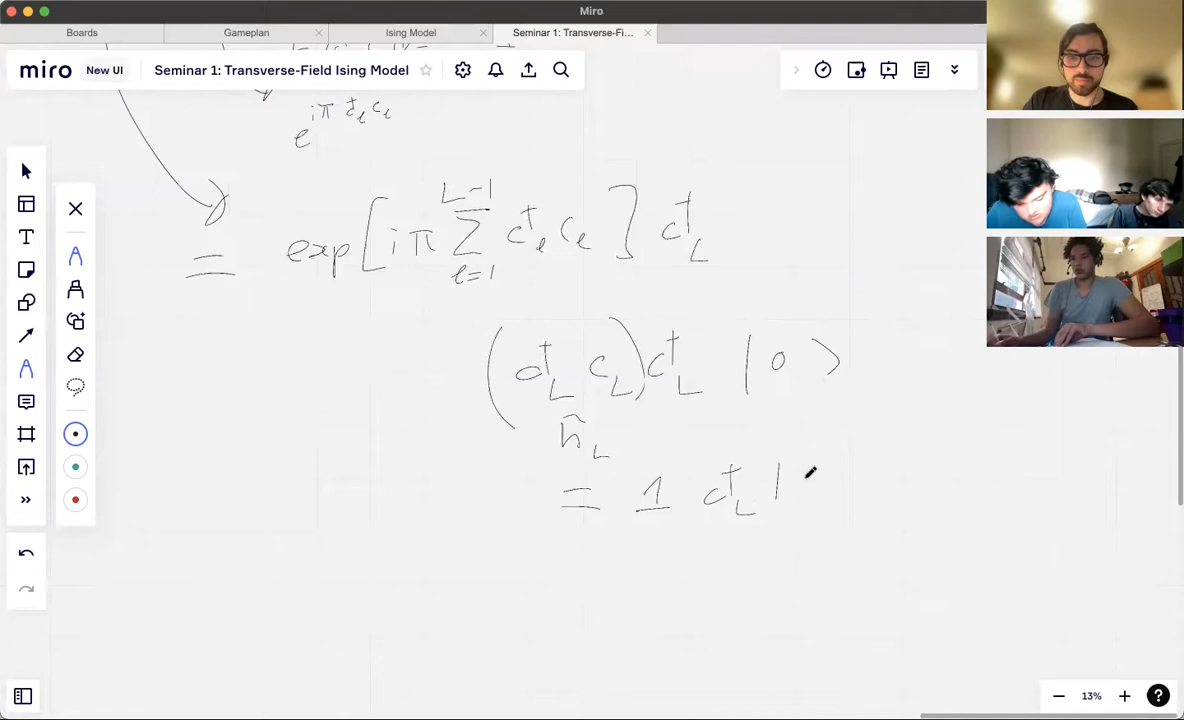 Miro
Boards
Gameplan
Ising Model
Seminar 1: Transverse-Fi...
miro
New UI
Seminar 1: Transverse-Field Ising Model
e^{iπ c†_ℓ c_ℓ}
= exp[iπ ∑_{ℓ=1}^{L-1} c†_ℓ c_ℓ] c†_L
(c†_L c_L) c†_L |0⟩
n̂_L
= 1 c†_L |
13%